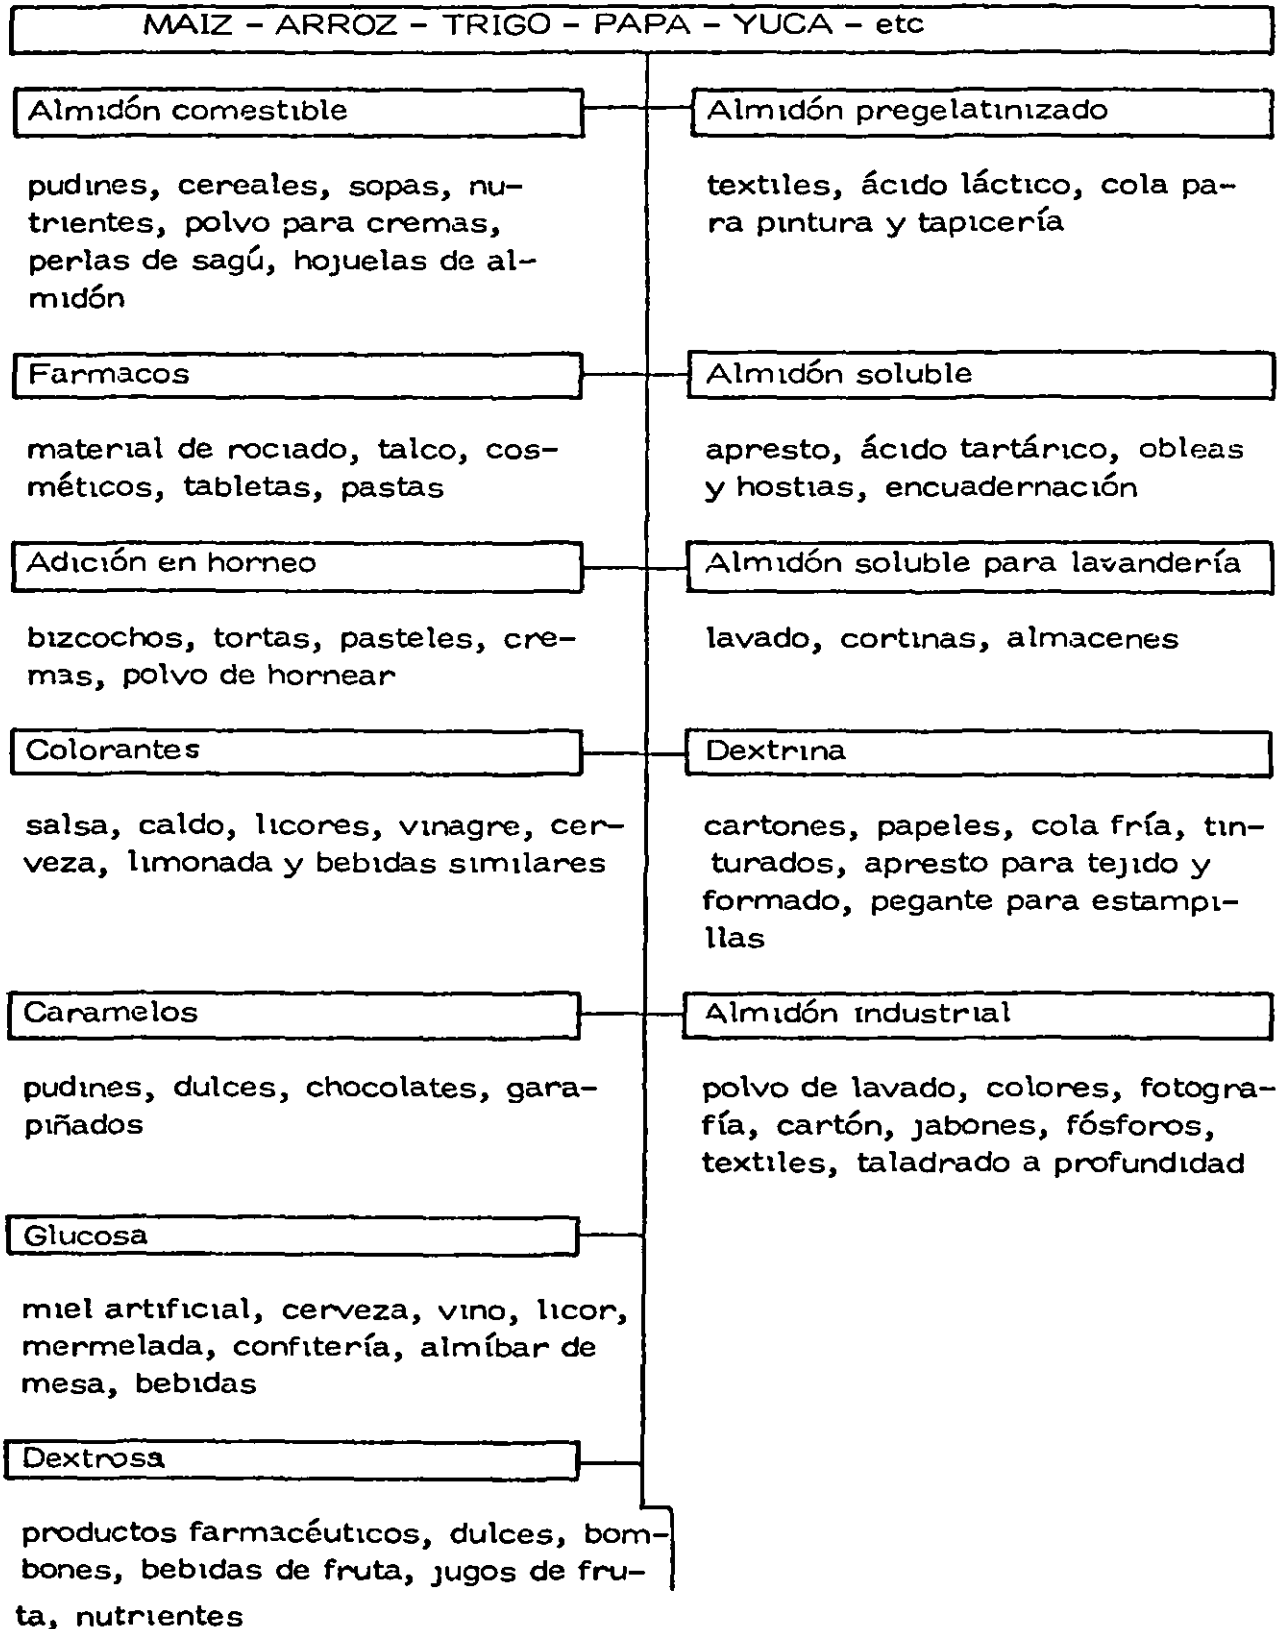 MAIZ - ARROZ - TRIGO - PAPA - YUCA - etc
Almidón comestible
pudines, cereales, sopas, nu-
trientes, polvo para cremas,
perlas de sagú, hojuelas de al-
midón
Almidón pregelatinizado
textiles, ácido láctico, cola pa-
ra pintura y tapicería
Farmacos
material de rociado, talco, cos-
méticos, tabletas, pastas
Almidón soluble
apresto, ácido tartárico, obleas
y hostias, encuadernación
Adición en horneo
bizcochos, tortas, pasteles, cre-
mas, polvo de hornear
Almidón soluble para lavandería
lavado, cortinas, almacenes
Colorantes
salsa, caldo, licores, vinagre, cer-
veza, limonada y bebidas similares
Dextrina
cartones, papeles, cola fría, tin-
turados, apresto para tejido y
formado, pegante para estampi-
llas
Caramelos
pudines, dulces, chocolates, gara-
piñados
Almidón industrial
polvo de lavado, colores, fotogra-
fía, cartón, jabones, fósforos,
textiles, taladrado a profundidad
Glucosa
miel artificial, cerveza, vino, licor,
mermelada, confitería, almíbar de
mesa, bebidas
Dextrosa
productos farmacéuticos, dulces, bom-
bones, bebidas de fruta, jugos de fru-
ta, nutrientes